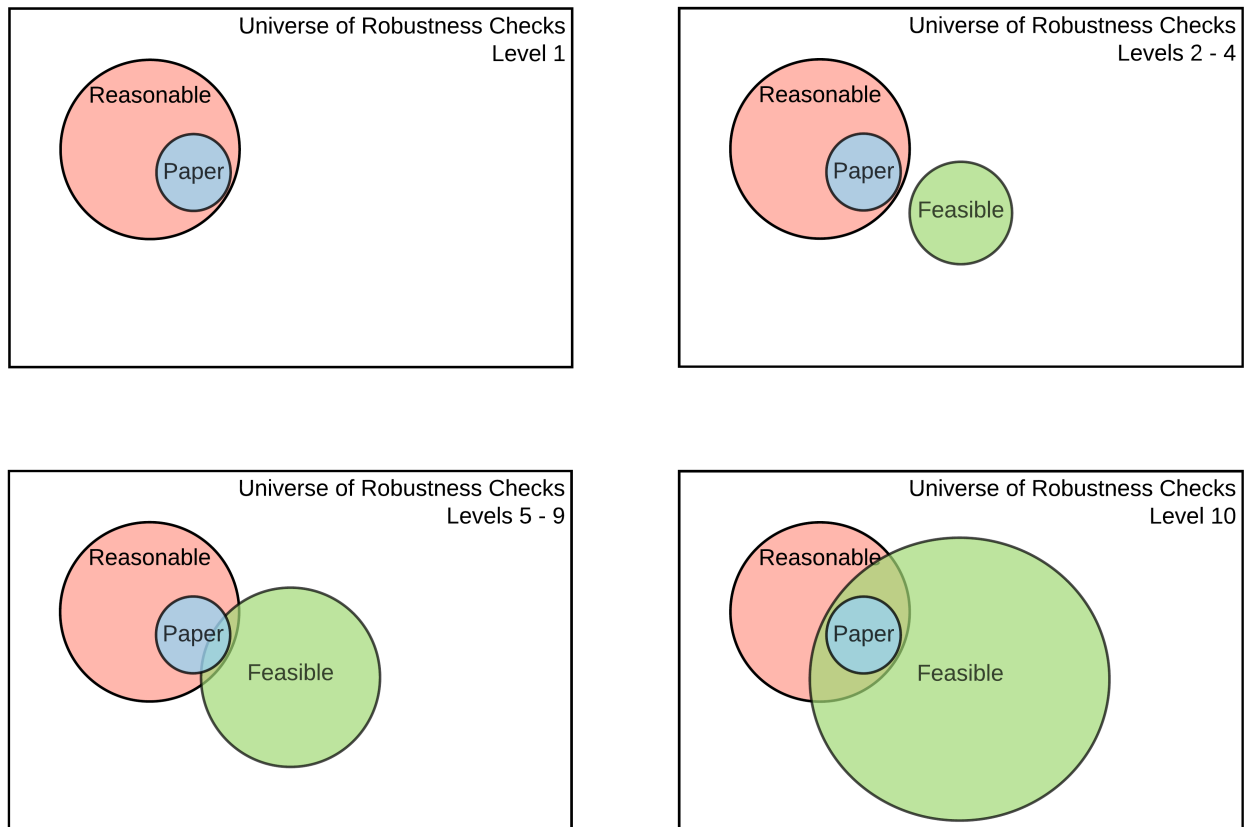 Universe of Robustness Checks
Level 1
Reasonable
Paper
Universe of Robustness Checks
Levels 2 - 4
Reasonable
Paper
Feasible
Universe of Robustness Checks
Levels 5 - 9
Reasonable
Paper
Feasible
Universe of Robustness Checks
Level 10
Reasonable
Paper
Feasible